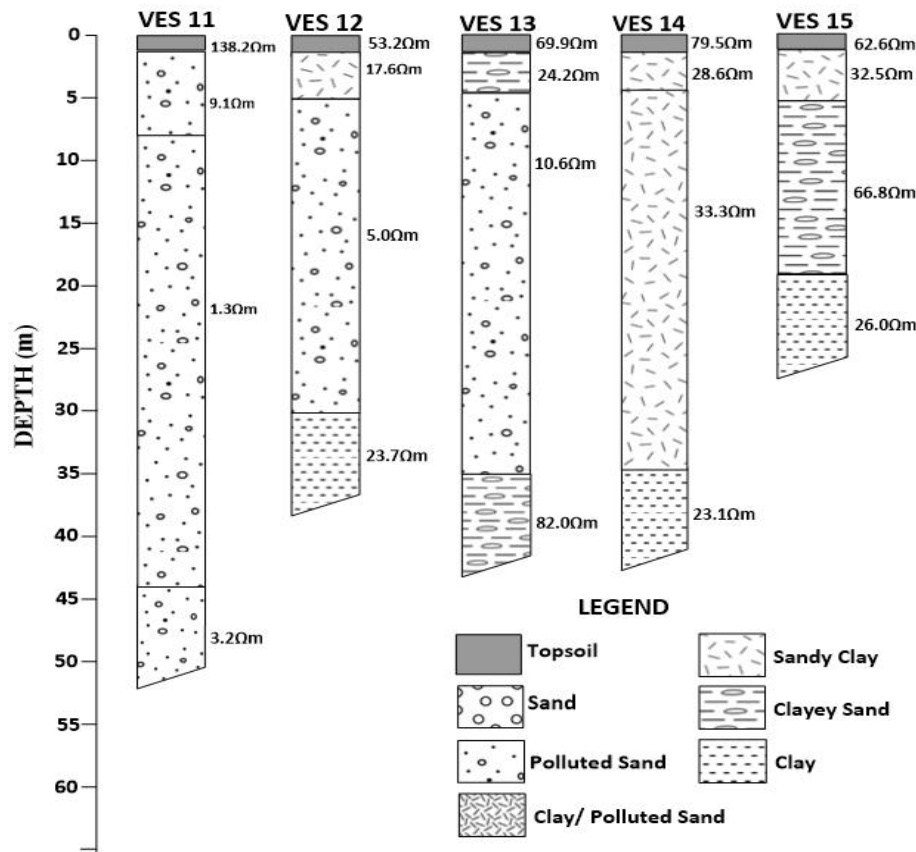 VES 11 VES 12 VES 13 VES 14 VES 15
0
5
10
15
20
25
30
35
40
45
50
55
60
DEPTH (m)
138.2Ωm
9.1Ωm
1.3Ωm
3.2Ωm
53.2Ωm
17.6Ωm
5.0Ωm
23.7Ωm
69.9Ωm
24.2Ωm
10.6Ωm
82.0Ωm
79.5Ωm
28.6Ωm
33.3Ωm
23.1Ωm
62.6Ωm
32.5Ωm
66.8Ωm
26.0Ωm
LEGEND
Topsoil
Sand
Polluted Sand
Clay/ Polluted Sand
Sandy Clay
Clayey Sand
Clay